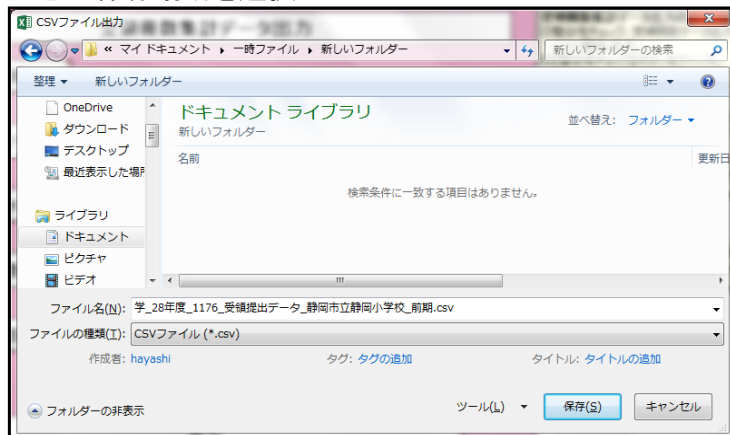 CSVファイル出力
« マイ ドキュメント ▸ 一時ファイル ▸ 新しいフォルダー
新しいフォルダーの検索
整理 ▼ 新しいフォルダー
OneDrive
ダウンロード
デスクトップ
最近表示した場所
ライブラリ
ドキュメント
ピクチャ
ビデオ
ドキュメント ライブラリ
新しいフォルダー
並べ替え: フォルダー ▼
名前
更新日
検索条件に一致する項目はありません。
ファイル名(N): 学_28年度_1176_受領提出データ_静岡市立静岡小学校_前期.csv
ファイルの種類(T): CSVファイル (*.csv)
作成者: hayashi
タグ: タグの追加
タイトル: タイトルの追加
フォルダーの非表示
ツール(L) ▼
保存(S)
キャンセル